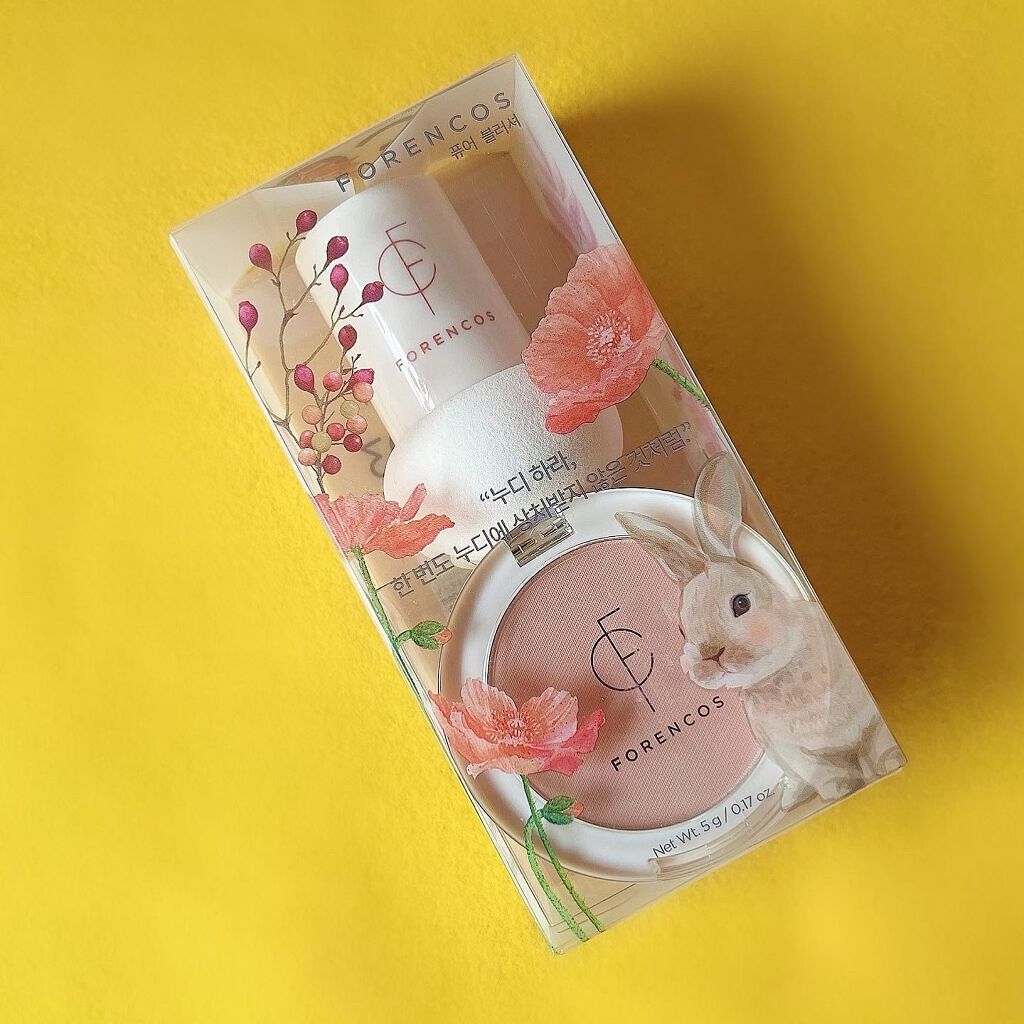 FORENCOS
퓨어 블러셔
FORENCOS
“누디 하라,
한 번도 누디에 상처받지 않은 것처럼.”
FORENCOS
Net Wt. 5 g / 0.17 oz.